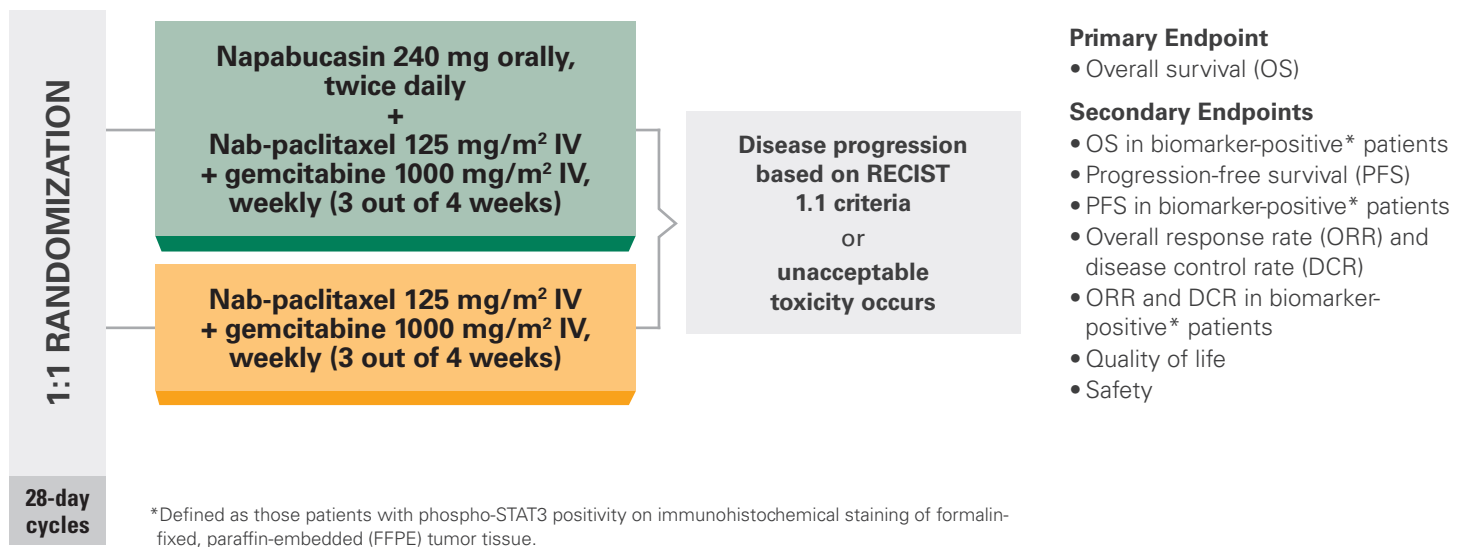 1:1 RANDOMIZATION
28-day
cycles
Napabucasin 240 mg orally,
twice daily
+
Nab-paclitaxel 125 mg/m² IV
+ gemcitabine 1000 mg/m² IV,
weekly (3 out of 4 weeks)
Nab-paclitaxel 125 mg/m² IV
+ gemcitabine 1000 mg/m² IV,
weekly (3 out of 4 weeks)
Disease progression
based on RECIST
1.1 criteria
or
unacceptable
toxicity occurs
Primary Endpoint
• Overall survival (OS)
Secondary Endpoints
• OS in biomarker-positive* patients
• Progression-free survival (PFS)
• PFS in biomarker-positive* patients
• Overall response rate (ORR) and
disease control rate (DCR)
• ORR and DCR in biomarker-
positive* patients
• Quality of life
• Safety
*Defined as those patients with phospho-STAT3 positivity on immunohistochemical staining of formalin-
fixed, paraffin-embedded (FFPE) tumor tissue.